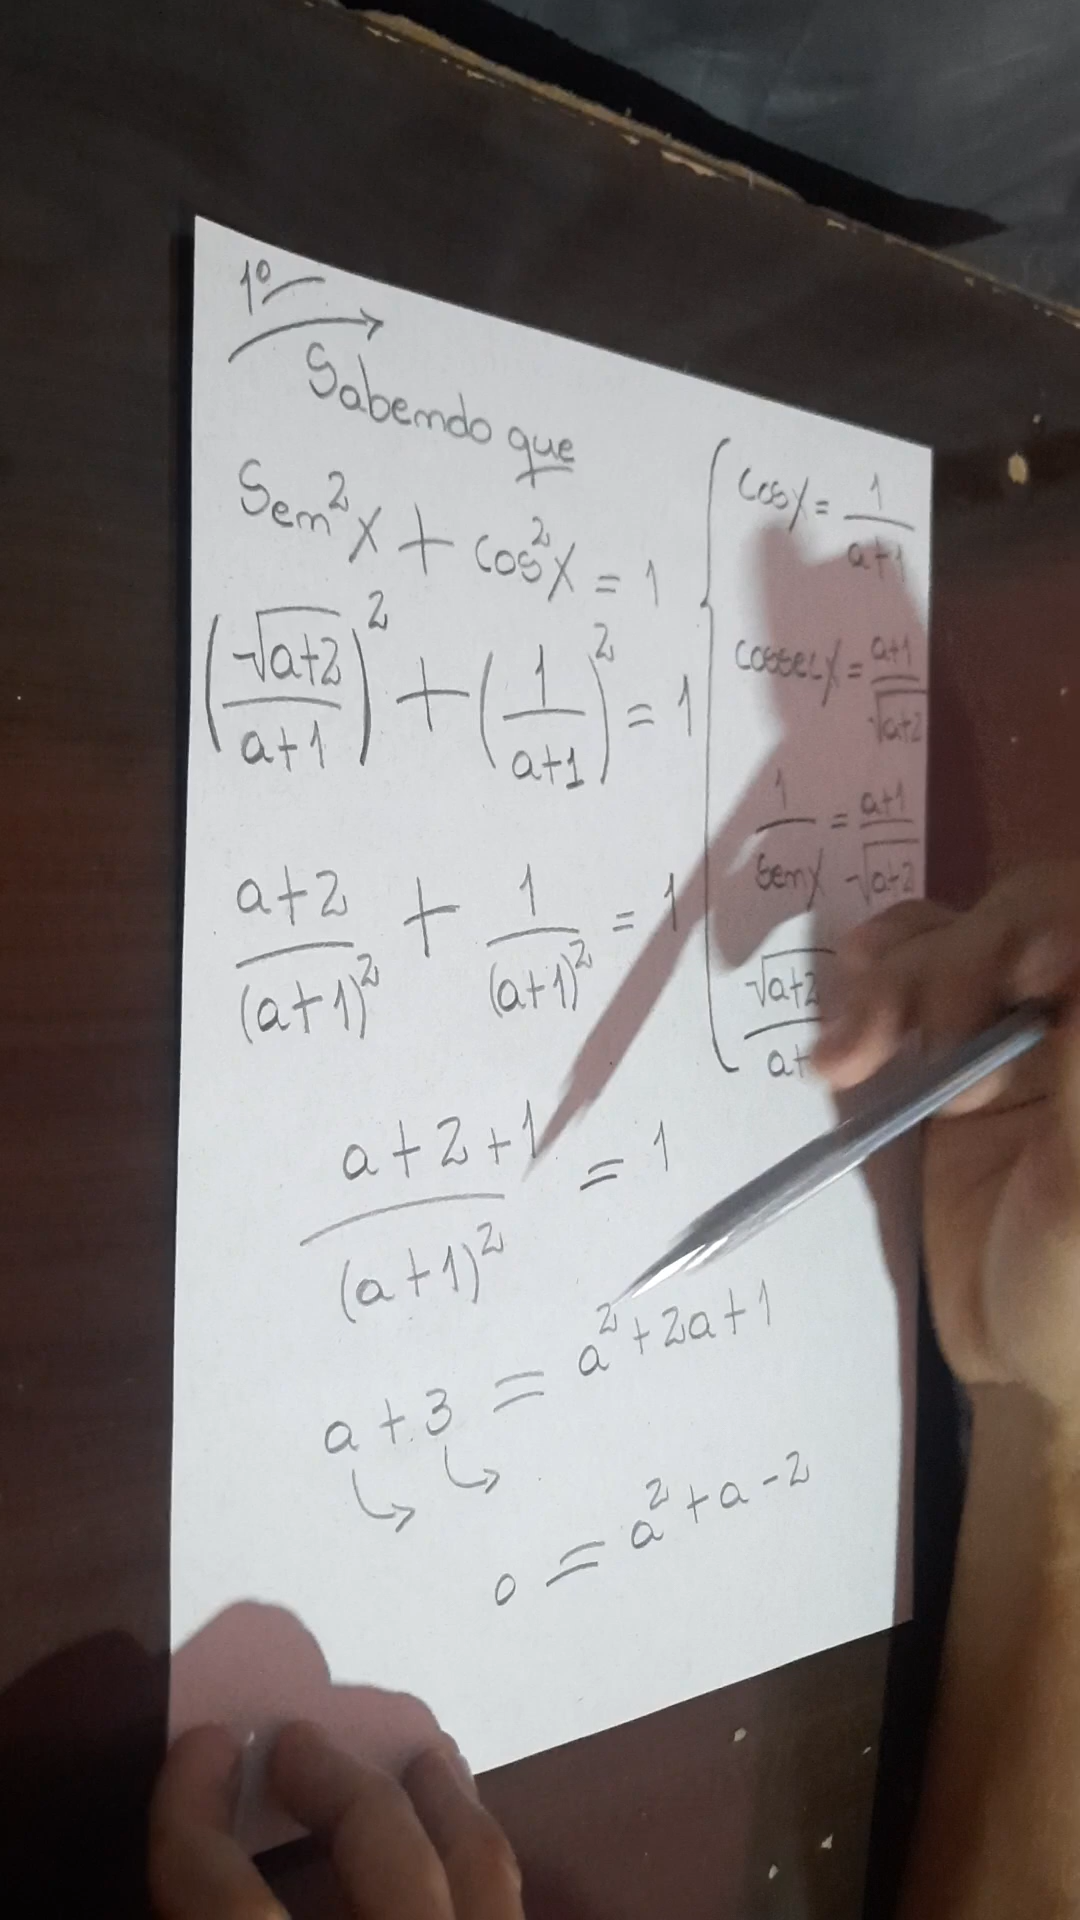 1º
Sabendo que
Sen²x + cos²x = 1
(√(a+2)/(a+1))² + (1/(a+1))² = 1
(a+2)/(a+1)² + 1/(a+1)² = 1
(a+2+1)/(a+1)² = 1
a + 3 = a² + 2a + 1
0 = a² + a - 2
cosx = 1/(a+1)
cossecx = (a+1)/√(a+2)
1/senx = (a+1)/√(a+2)
√(a+2)/a+